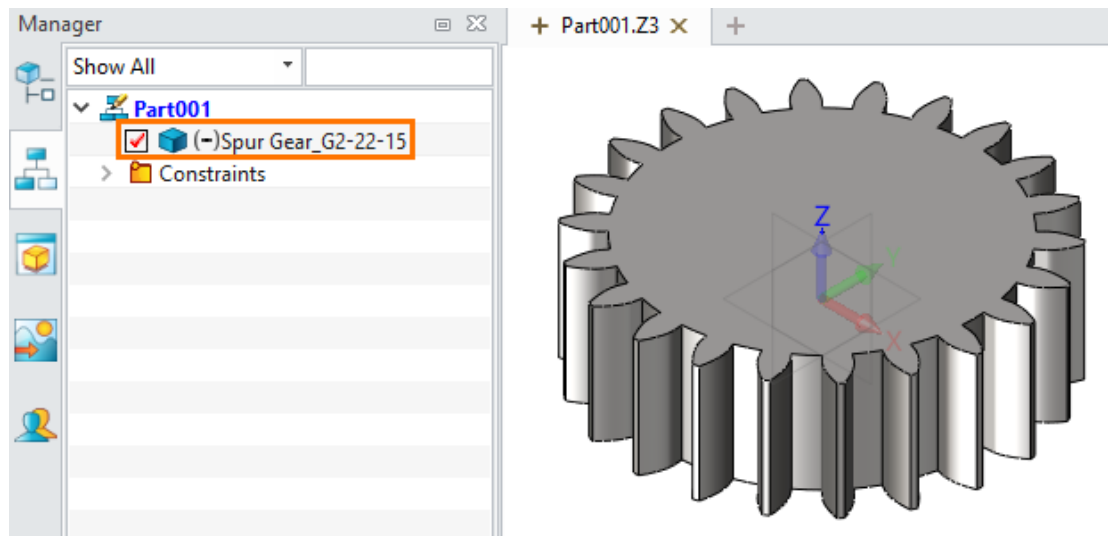 Manager
Part001.Z3
Show All
Part001
(-)Spur Gear_G2-22-15
Constraints
Z
Y
X